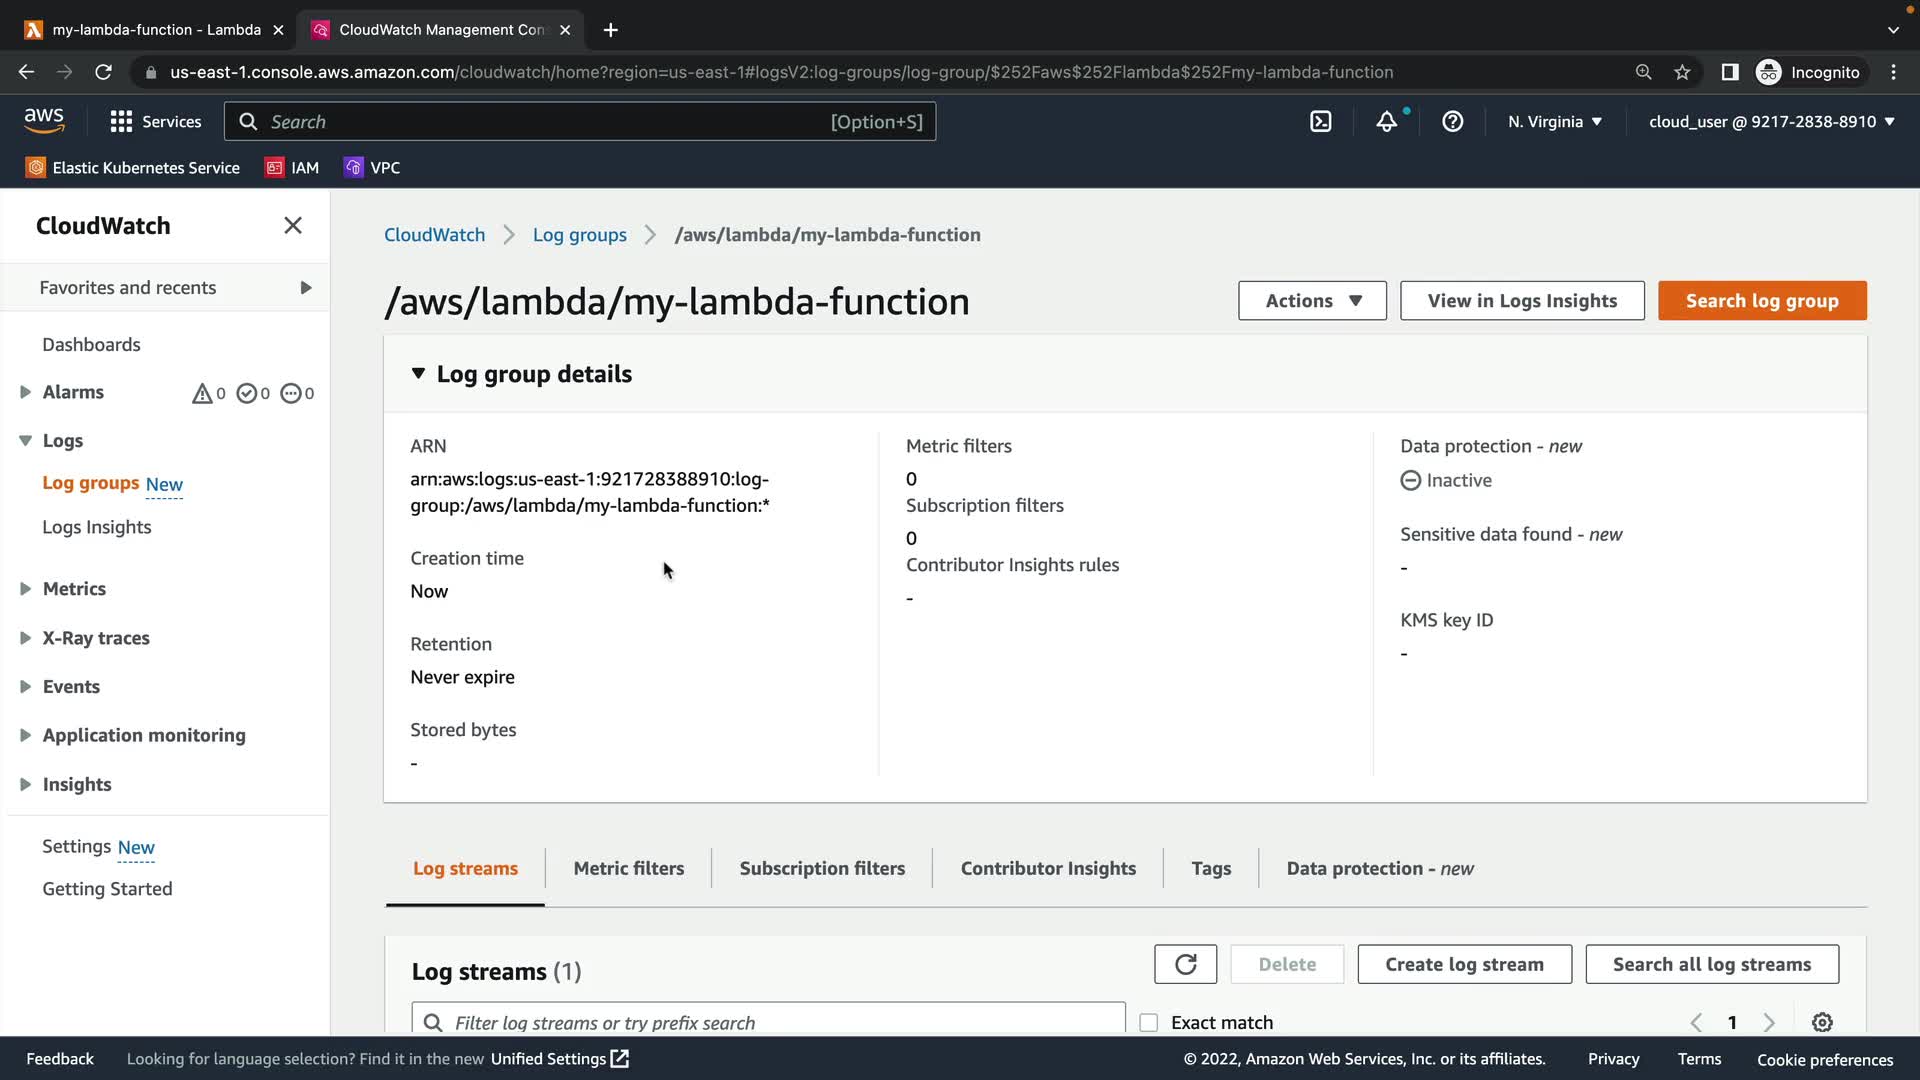 my-lambda-function - Lambda
CloudWatch Management Con
us-east-1.console.aws.amazon.com/cloudwatch/home?region=us-east-1#logsV2:log-groups/log-group/$252Faws$252Flambda$252Fmy-lambda-function
Incognito
aws
Services
Search
[Option+S]
N. Virginia
cloud_user @ 9217-2838-8910
Elastic Kubernetes Service
IAM
VPC
CloudWatch
Favorites and recents
Dashboards
Alarms
0
0
0
Logs
Log groups New
Logs Insights
Metrics
X-Ray traces
Events
Application monitoring
Insights
Settings New
Getting Started
CloudWatch
Log groups
/aws/lambda/my-lambda-function
/aws/lambda/my-lambda-function
Actions
View in Logs Insights
Search log group
Log group details
ARN
arn:aws:logs:us-east-1:921728388910:log-
group:/aws/lambda/my-lambda-function:*
Creation time
Now
Retention
Never expire
Stored bytes
-
Metric filters
0
Subscription filters
0
Contributor Insights rules
-
Data protection - new
Inactive
Sensitive data found - new
-
KMS key ID
-
Log streams
Metric filters
Subscription filters
Contributor Insights
Tags
Data protection - new
Log streams (1)
Delete
Create log stream
Search all log streams
Filter log streams or try prefix search
Exact match
1
Feedback
Looking for language selection? Find it in the new Unified Settings
© 2022, Amazon Web Services, Inc. or its affiliates.
Privacy
Terms
Cookie preferences